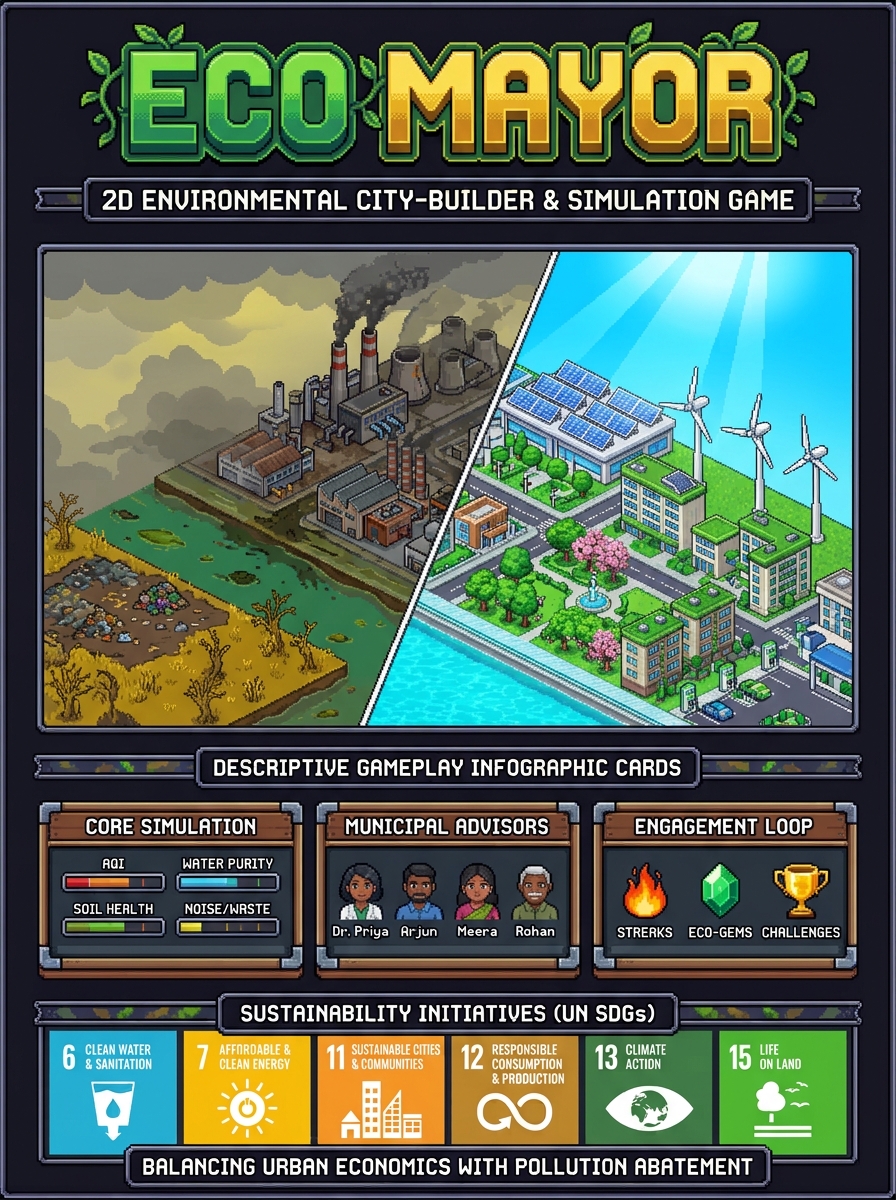 ECO MAYOR
2D ENVIRONMENTAL CITY-BUILDER & SIMULATION GAME
DESCRIPTIVE GAMEPLAY INFOGRAPHIC CARDS
CORE SIMULATION
AQI
WATER PURITY
SOIL HEALTH
NOISE/WASTE
MUNICIPAL ADVISORS
Dr. Priya
Arjun
Meera
Rohan
ENGAGEMENT LOOP
STRERKS
ECO-GEMS
CHALLENGES
SUSTAINABILITY INITIATIVES (UN SDGs)
6 CLEAN WATER
& SANITATION
7 AFFORDABLE &
CLEAN ENERGY
11 SUSTAINABLE CITIES
& COMMUNITIES
12 RESPONSIBLE
CONSUMPTION
& PRODUCTION
13 CLIMATE
ACTION
15 LIFE
ON LAND
BALANCING URBAN ECONOMICS WITH POLLUTION ABATEMENT